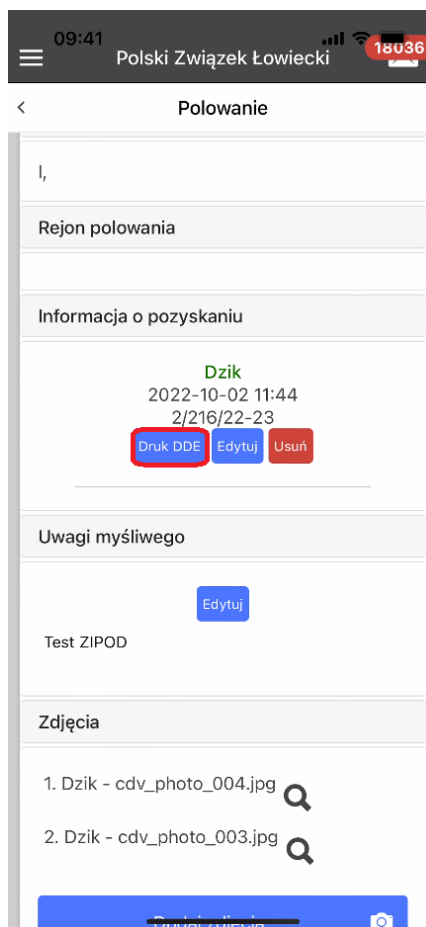 09:41
Polski Związek Łowiecki
18036
Polowanie
I,
Rejon polowania
Informacja o pozyskaniu
Dzik
2022-10-02 11:44
2/216/22-23
Druk DDE Edytuj Usuń
Uwagi myśliwego
Edytuj
Test ZIPOD
Zdjęcia
1. Dzik - cdv_photo_004.jpg
2. Dzik - cdv_photo_003.jpg
Dodaj zdjęcia